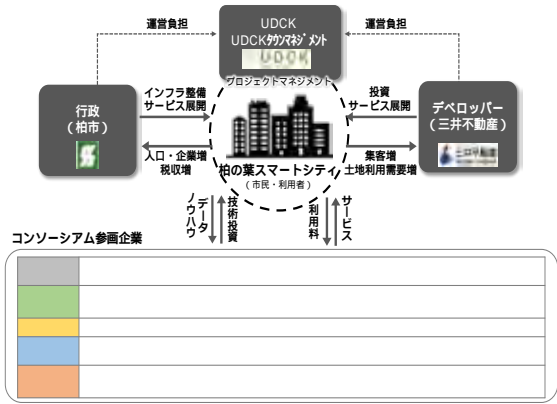 運営負担
UDCK
UDCKタウンマネジメント
UDCK
運営負担
プロジェクトマネジメント
行政
（柏市）
インフラ整備
サービス展開
人口・企業増
税収増
投資
サービス展開
集客増
土地利用需要増
デベロッパー
（三井不動産）
三井不動産
柏の葉スマートシティ
（市民・利用者）
データ
ノウハウ
技術投資
利用料
サービス
コンソーシアム参画企業